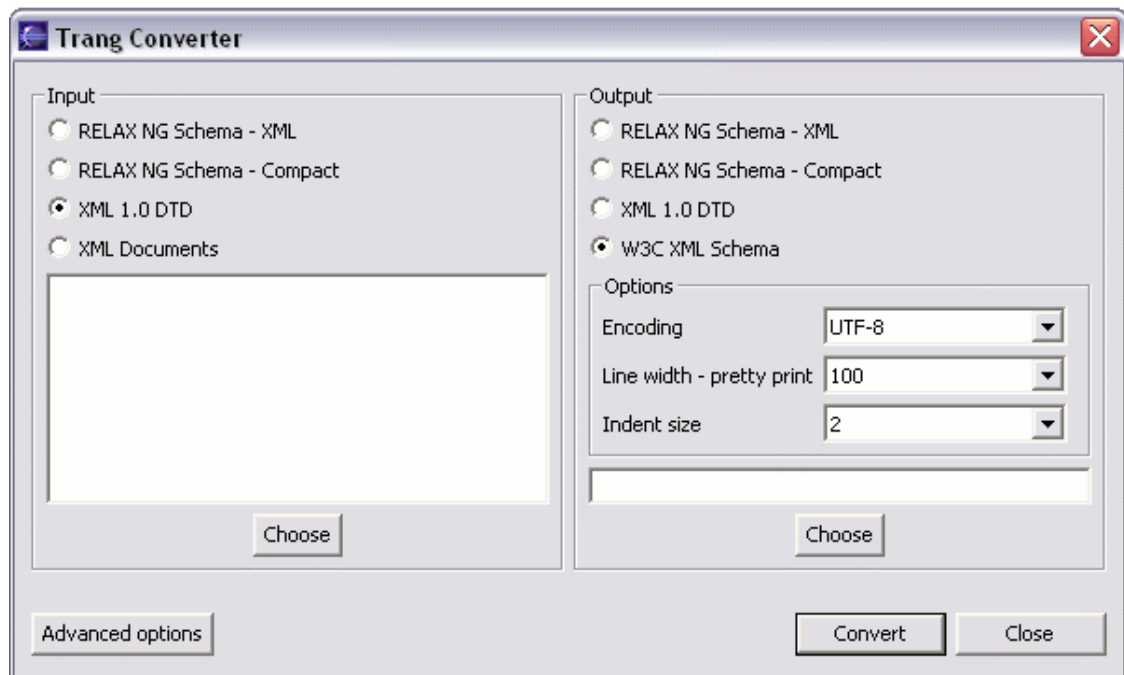 Trang Converter
Input
RELAX NG Schema - XML
RELAX NG Schema - Compact
XML 1.0 DTD
XML Documents
Choose
Output
RELAX NG Schema - XML
RELAX NG Schema - Compact
XML 1.0 DTD
W3C XML Schema
Options
Encoding UTF-8
Line width - pretty print 100
Indent size 2
Choose
Advanced options
Convert
Close